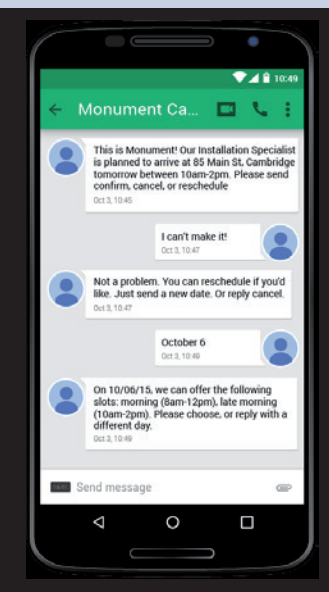 10:49
Monument Ca...
This is Monument! Our Installation Specialist
is planned to arrive at 85 Main St, Cambridge
tomorrow between 10am-2pm. Please send
confirm, cancel, or reschedule
Oct 3, 10:45
I can't make it!
Oct 3, 10:47
Not a problem. You can reschedule if you'd
like. Just send a new date. Or reply cancel.
Oct 3, 10:47
October 6
Oct 3, 10:49
On 10/06/15, we can offer the following
slots: morning (8am-12pm), late morning
(10am-2pm). Please choose, or reply with a
different day.
Oct 3, 10:49
Send message